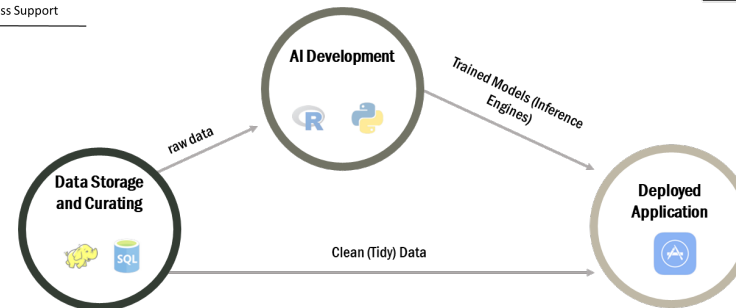 ss Support
AI Development
R
Trained Models (Inference
Engines)
raw data
Data Storage
and Curating
SQL
Clean (Tidy) Data
Deployed
Application